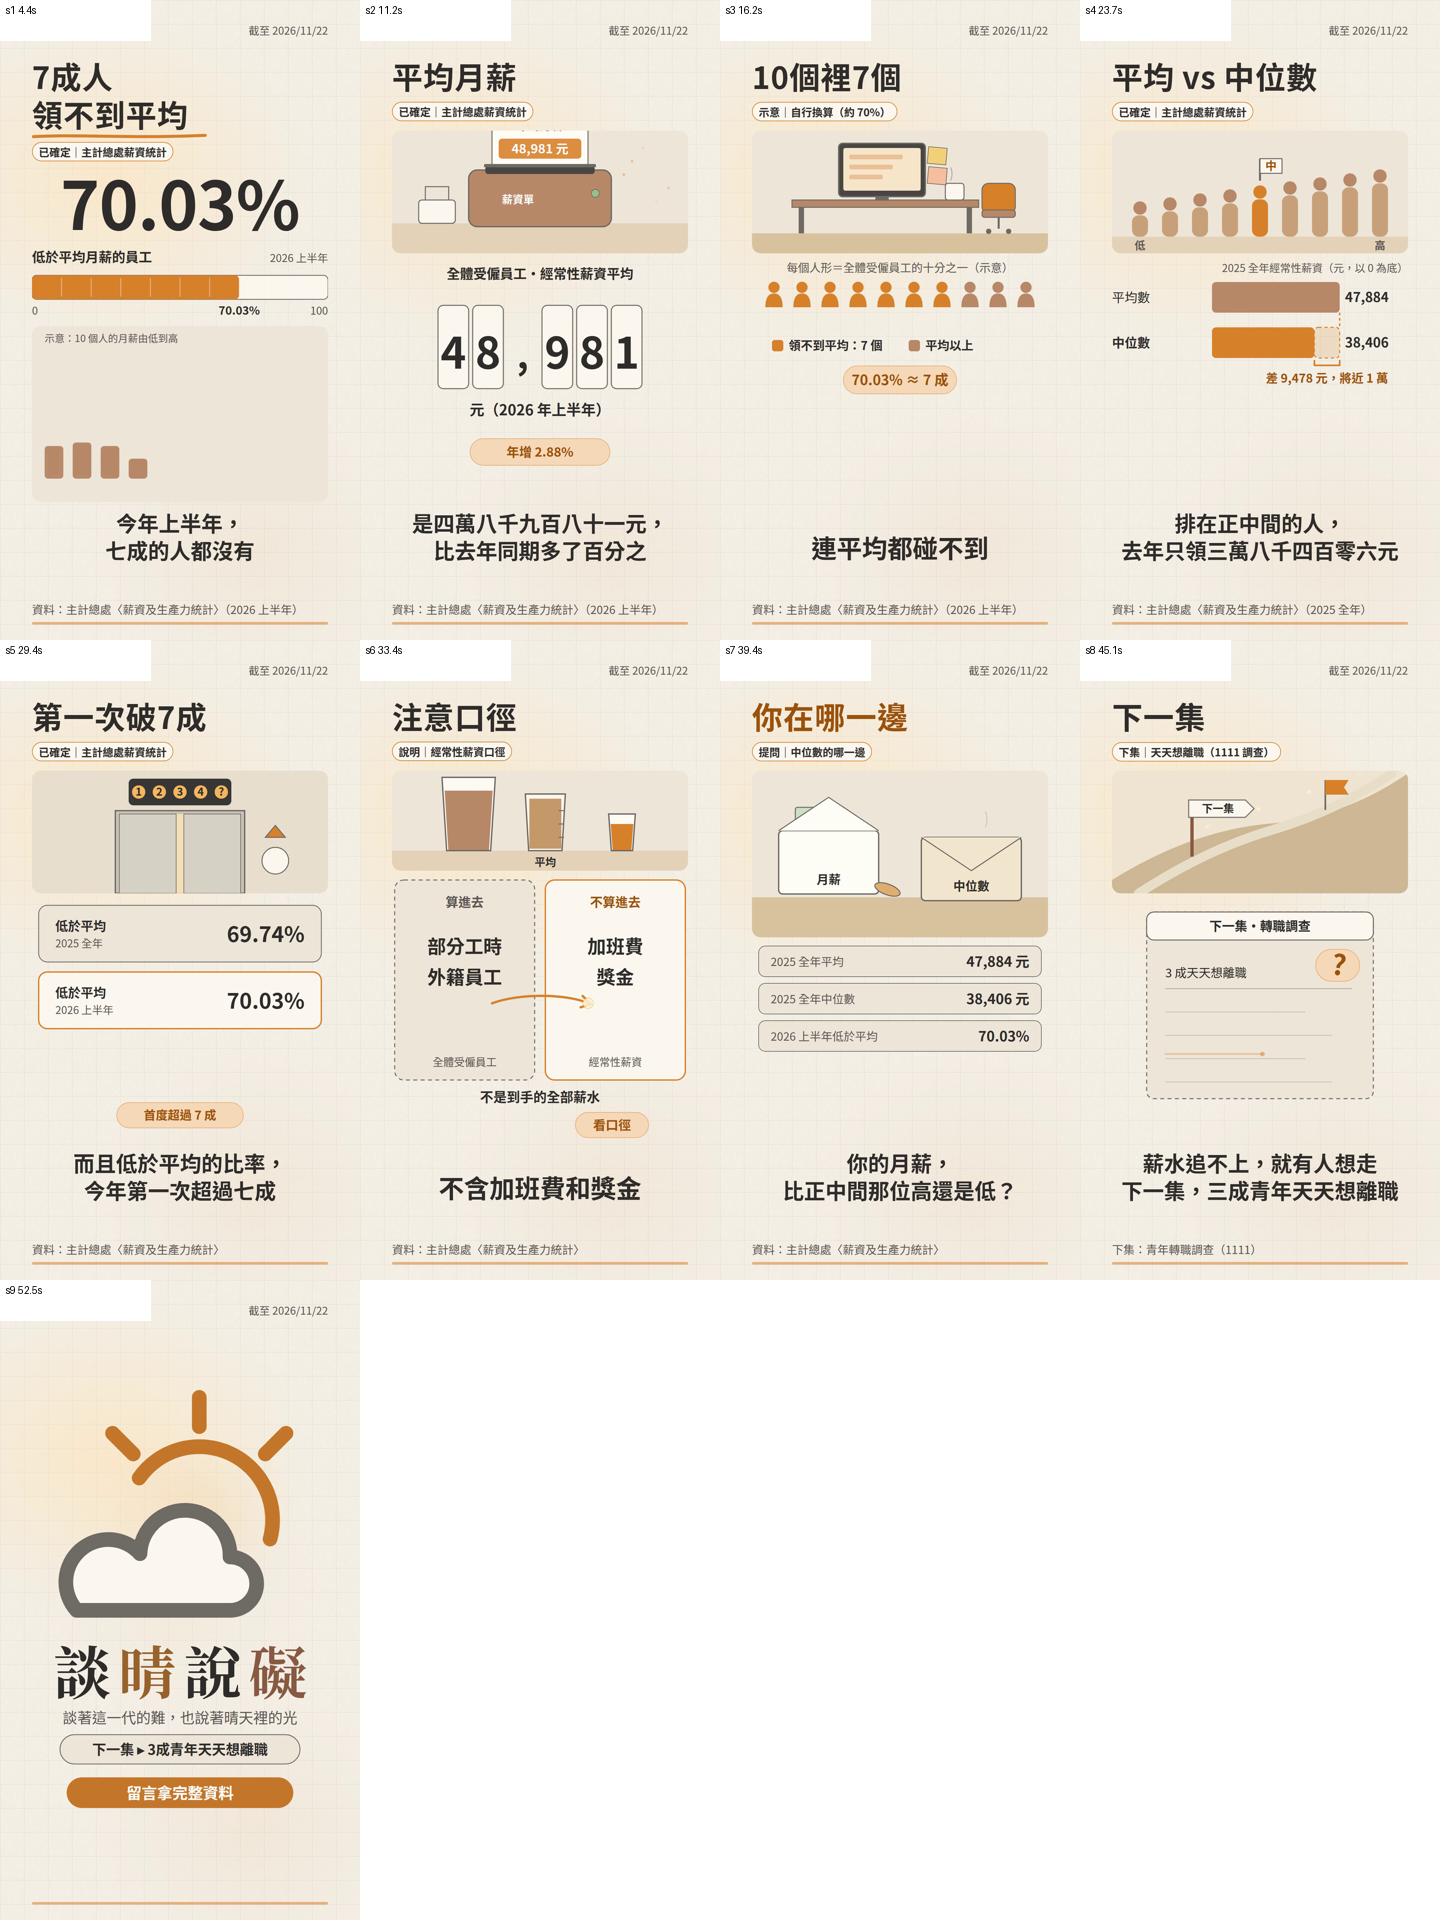 s1 4.4s
截至 2026/11/22
7成人
領不到平均
已確定｜主計總處薪資統計
70.03%
低於平均月薪的員工
2026 上半年
0
70.03%
100
示意：10 個人的月薪由低到高
今年上半年，
七成的人都沒有
資料：主計總處〈薪資及生產力統計〉（2026 上半年）
s2 11.2s
截至 2026/11/22
平均月薪
已確定｜主計總處薪資統計
48,981 元
薪資單
全體受僱員工・經常性薪資平均
48,981
元（2026 年上半年）
年增 2.88%
是四萬八千九百八十一元，
比去年同期多了百分之
資料：主計總處〈薪資及生產力統計〉（2026 上半年）
s3 16.2s
截至 2026/11/22
10個裡7個
示意｜自行換算（約 70%）
每個人形＝全體受僱員工的十分之一（示意）
領不到平均：7 個
平均以上
70.03% ≈ 7 成
連平均都碰不到
資料：主計總處〈薪資及生產力統計〉（2026 上半年）
s4 23.7s
截至 2026/11/22
平均 vs 中位數
已確定｜主計總處薪資統計
中
低
高
2025 全年經常性薪資（元，以 0 為底）
平均數
47,884
中位數
38,406
差 9,478 元，將近 1 萬
排在正中間的人，
去年只領三萬八千四百零六元
資料：主計總處〈薪資及生產力統計〉（2025 全年）
s5 29.4s
截至 2026/11/22
第一次破7成
已確定｜主計總處薪資統計
1 2 3 4 ?
低於平均
2025 全年
69.74%
低於平均
2026 上半年
70.03%
首度超過 7 成
而且低於平均的比率，
今年第一次超過七成
資料：主計總處〈薪資及生產力統計〉
s6 33.4s
截至 2026/11/22
注意口徑
說明｜經常性薪資口徑
平均
算進去
部分工時
外籍員工
全體受僱員工
不算進去
加班費
獎金
經常性薪資
不是到手的全部薪水
看口徑
不含加班費和獎金
資料：主計總處〈薪資及生產力統計〉
s7 39.4s
截至 2026/11/22
你在哪一邊
提問｜中位數的哪一邊
月薪
中位數
2025 全年平均
47,884 元
2025 全年中位數
38,406 元
2026 上半年低於平均
70.03%
你的月薪，
比正中間那位高還是低？
資料：主計總處〈薪資及生產力統計〉
s8 45.1s
截至 2026/11/22
下一集
下集｜天天想離職（1111 調查）
下一集
下一集・轉職調查
3 成天天想離職
?
薪水追不上，就有人想走
下一集，三成青年天天想離職
下集：青年轉職調查（1111）
s9 52.5s
截至 2026/11/22
談晴說礙
談著這一代的難，也說著晴天裡的光
下一集 ▸ 3成青年天天想離職
留言拿完整資料